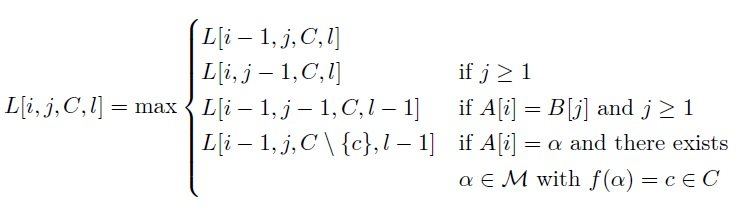 L[i − 1, j, C, l]
L[i, j − 1, C, l] if j ≥ 1
L[i, j, C, l] = max { L[i − 1, j − 1, C, l − 1] if A[i] = B[j] and j ≥ 1
L[i − 1, j, C \ {c}, l − 1] if A[i] = α and there exists
α ∈ ℳ with f(α) = c ∈ C